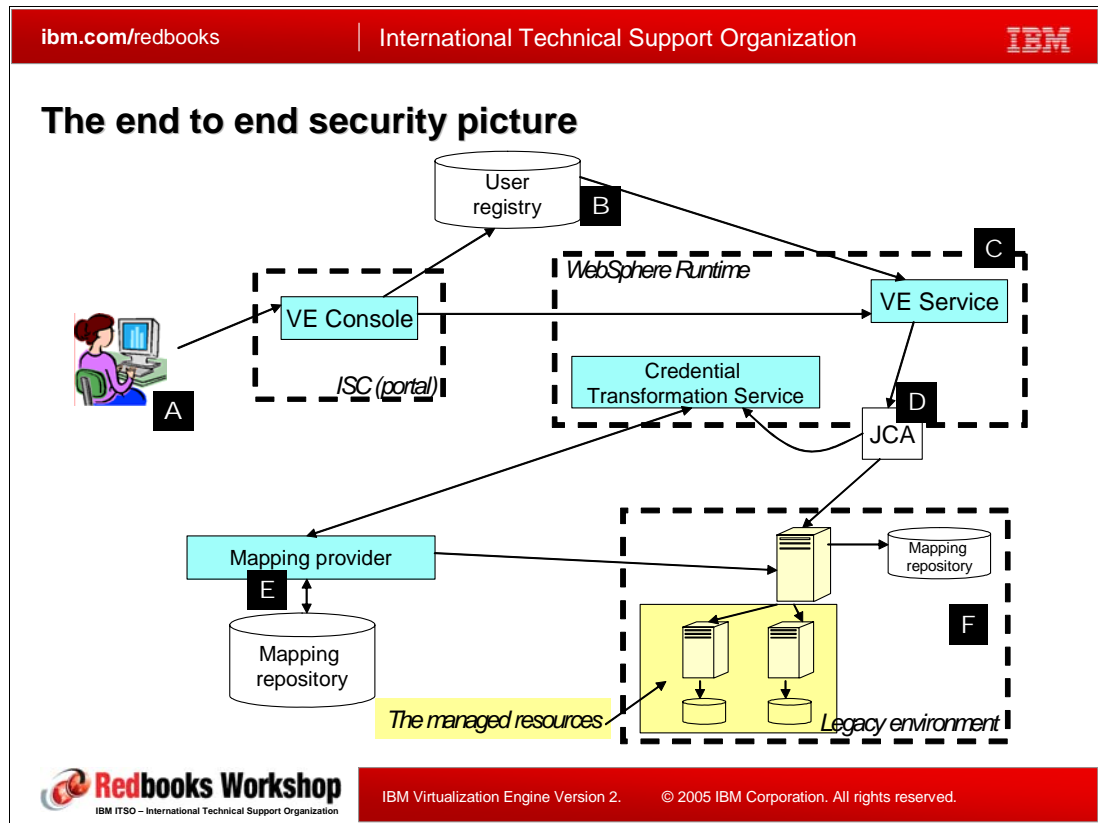 ibm.com/redbooks
International Technical Support Organization
IBM
The end to end security picture
User
registry
B
C
WebSphere Runtime
VE Console
VE Service
ISC (portal)
A
Credential
Transformation Service
D
JCA
Mapping provider
E
Mapping
repository
Mapping
repository
F
The managed resources
Legacy environment
Redbooks Workshop
IBM ITSO – International Technical Support Organization
IBM Virtualization Engine Version 2.
© 2005 IBM Corporation. All rights reserved.